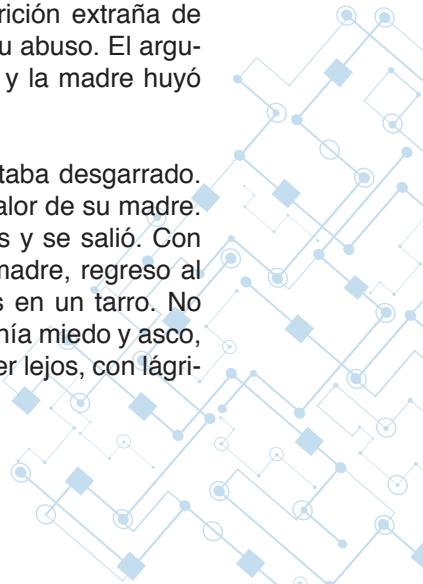 rición extraña de
u abuso. El argu-
y la madre huyó
taba desgarrado.
alor de su madre.
s y se salió. Con
madre, regreso al
s en un tarro. No
nía miedo y asco,
er lejos, con lágri-